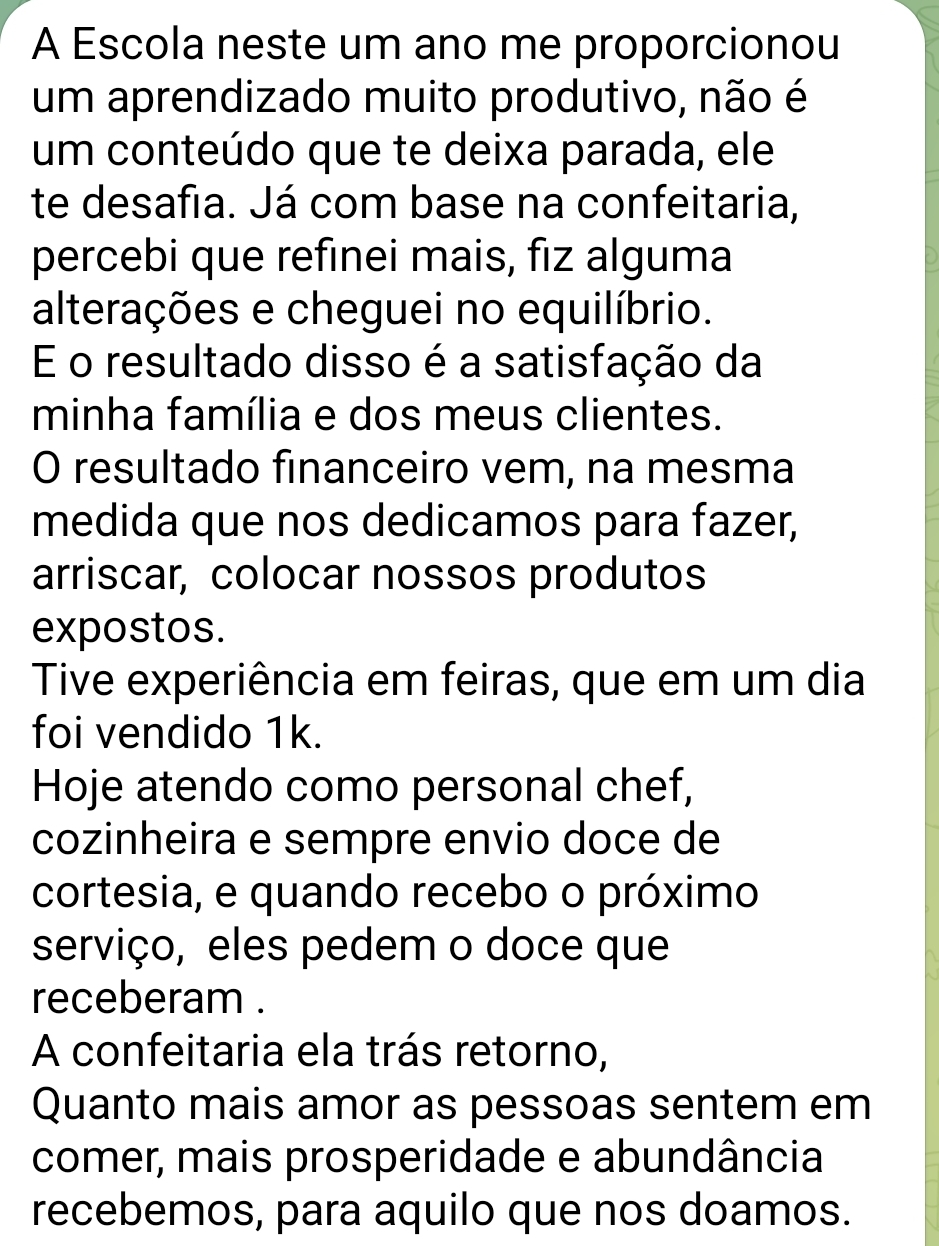 A Escola neste um ano me proporcionou
um aprendizado muito produtivo, não é
um conteúdo que te deixa parada, ele
te desafia. Já com base na confeitaria,
percebi que refinei mais, fiz alguma
alterações e cheguei no equilíbrio.
E o resultado disso é a satisfação da
minha família e dos meus clientes.
O resultado financeiro vem, na mesma
medida que nos dedicamos para fazer,
arriscar,  colocar nossos produtos
expostos.
Tive experiência em feiras, que em um dia
foi vendido 1k.
Hoje atendo como personal chef,
cozinheira e sempre envio doce de
cortesia, e quando recebo o próximo
serviço,  eles pedem o doce que
receberam .
A confeitaria ela trás retorno,
Quanto mais amor as pessoas sentem em
comer, mais prosperidade e abundância
recebemos, para aquilo que nos doamos.